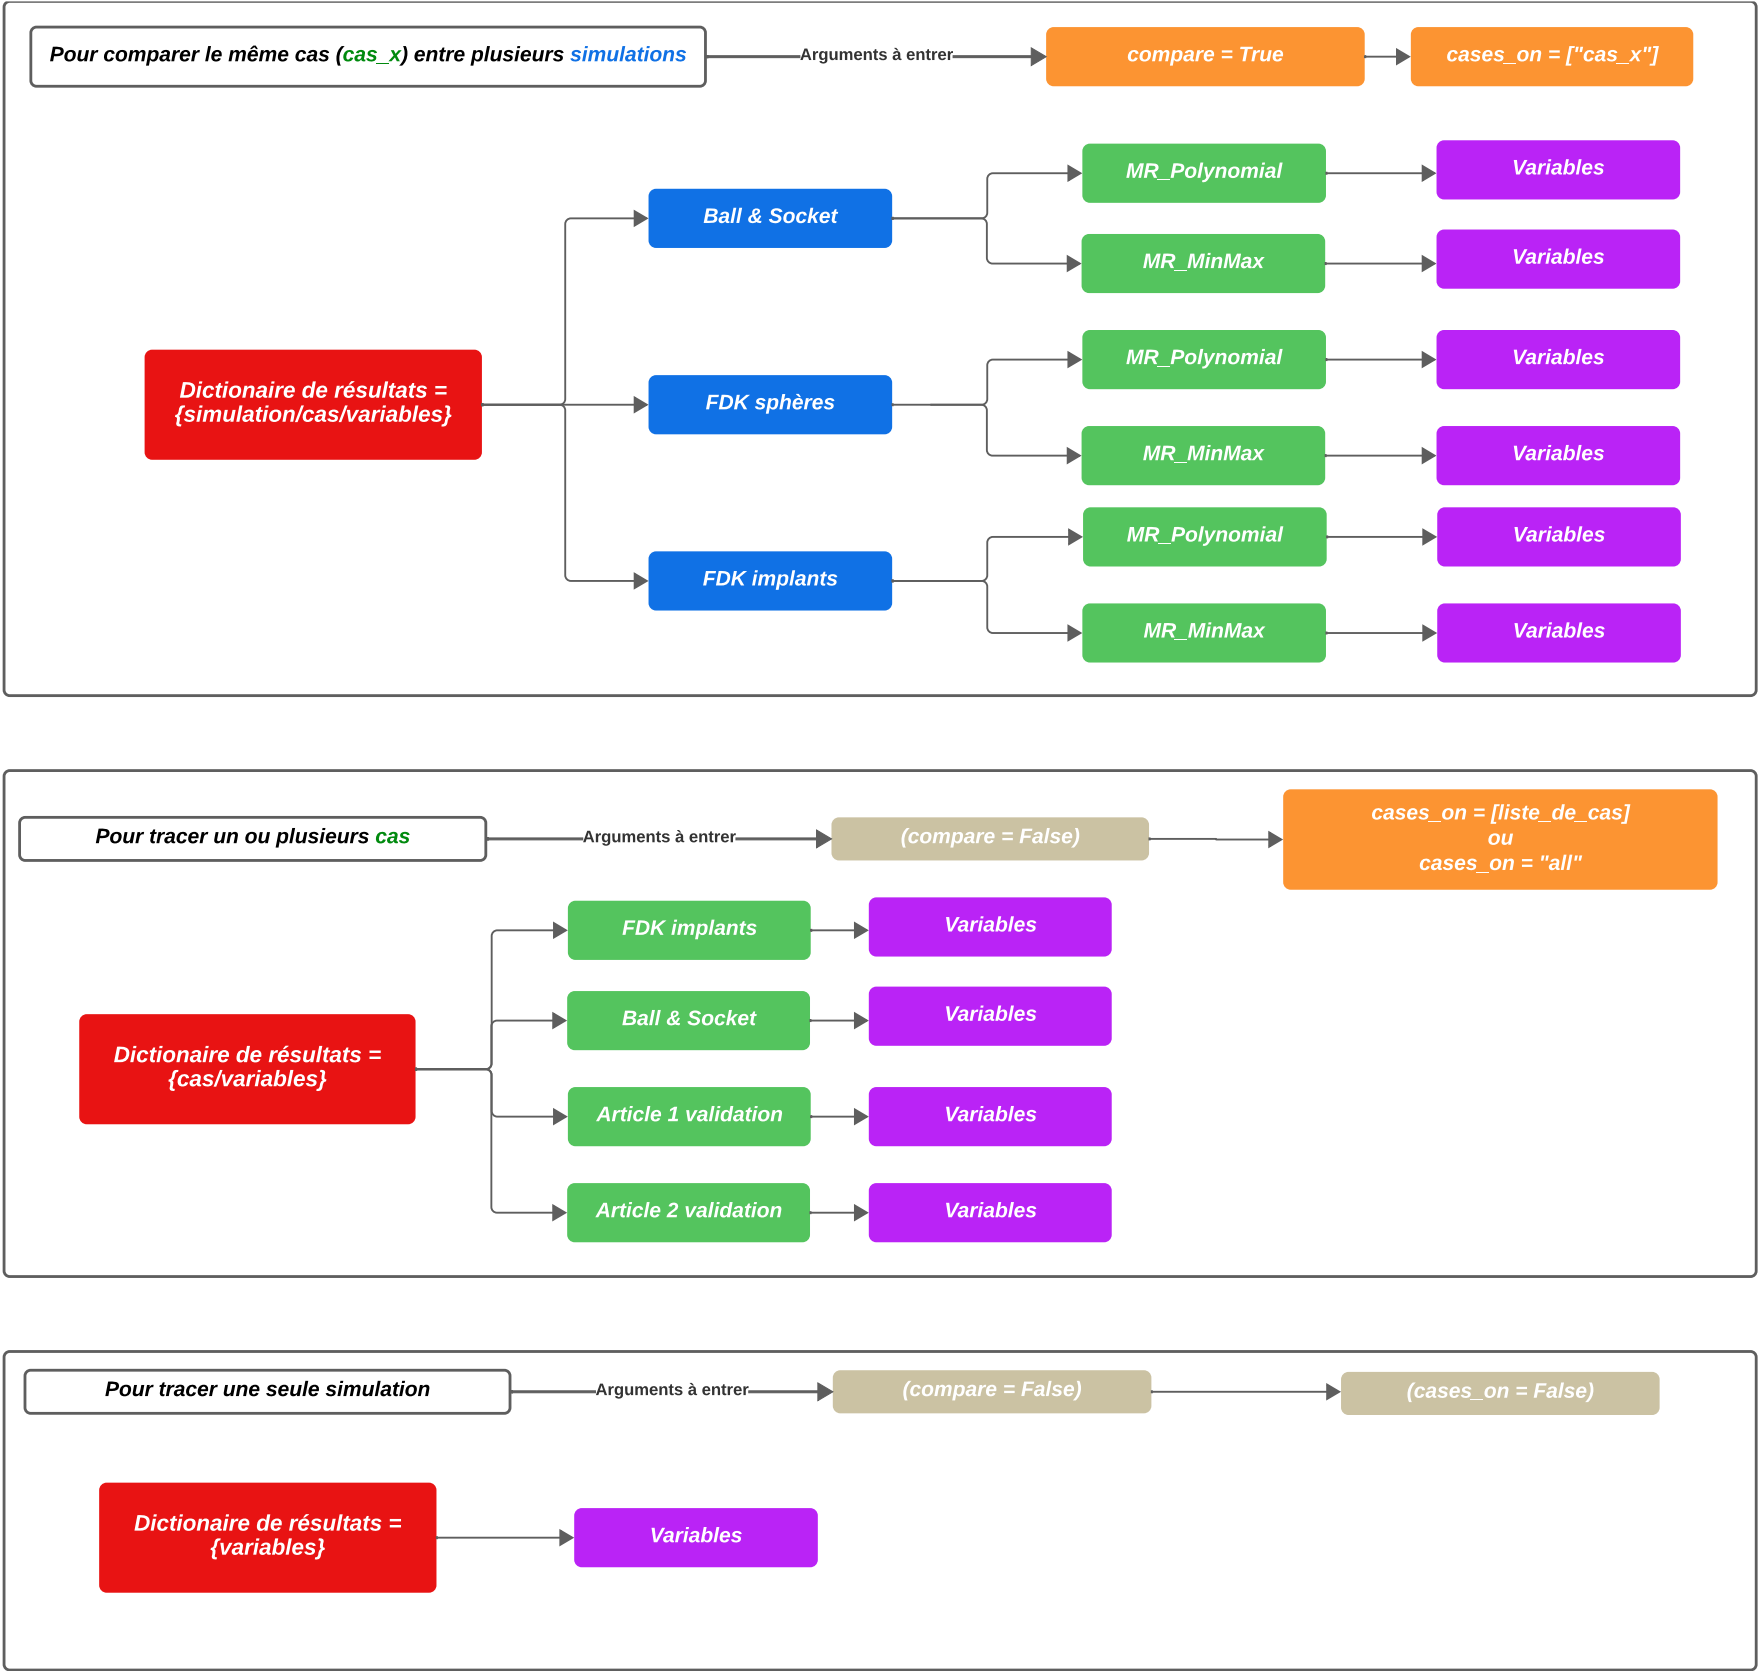 Pour comparer le même cas (cas_x) entre plusieurs simulations
Arguments à entrer
compare = True
cases_on = ["cas_x"]
MR_Polynomial
Variables
Ball & Socket
MR_MinMax
Variables
MR_Polynomial
Variables
Dictionaire de résultats =
{simulation/cas/variables}
FDK sphères
MR_MinMax
Variables
MR_Polynomial
Variables
FDK implants
MR_MinMax
Variables
Pour tracer un ou plusieurs cas
Arguments à entrer
(compare = False)
cases_on = [liste_de_cas]
ou
cases_on = "all"
FDK implants
Variables
Ball & Socket
Variables
Dictionaire de résultats =
{cas/variables}
Article 1 validation
Variables
Article 2 validation
Variables
Pour tracer une seule simulation
Arguments à entrer
(compare = False)
(cases_on = False)
Dictionaire de résultats =
{variables}
Variables